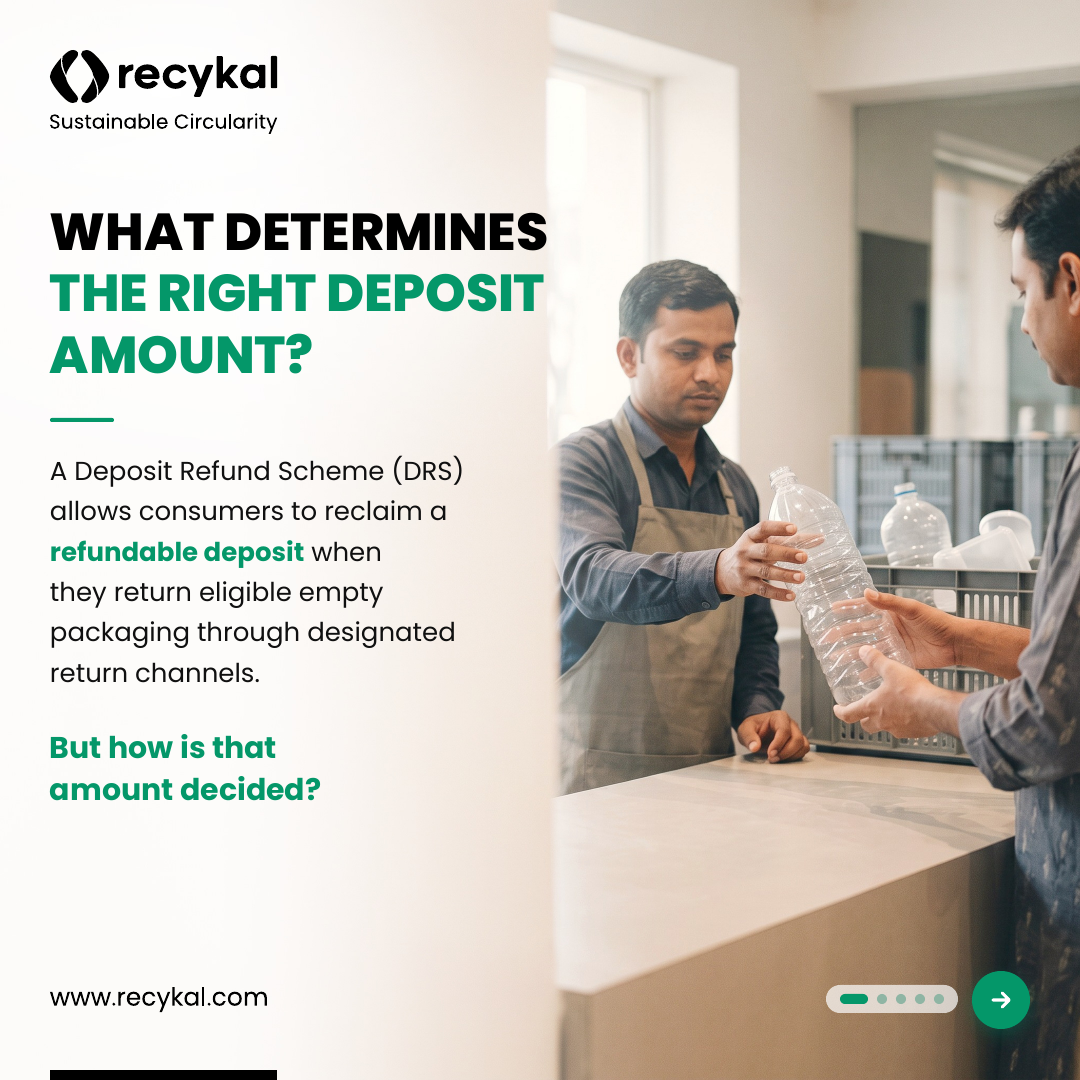 recykal
Sustainable Circularity
WHAT DETERMINES
THE RIGHT DEPOSIT
AMOUNT?
A Deposit Refund Scheme (DRS)
allows consumers to reclaim a
refundable deposit when
they return eligible empty
packaging through designated
return channels.
But how is that
amount decided?
www.recykal.com